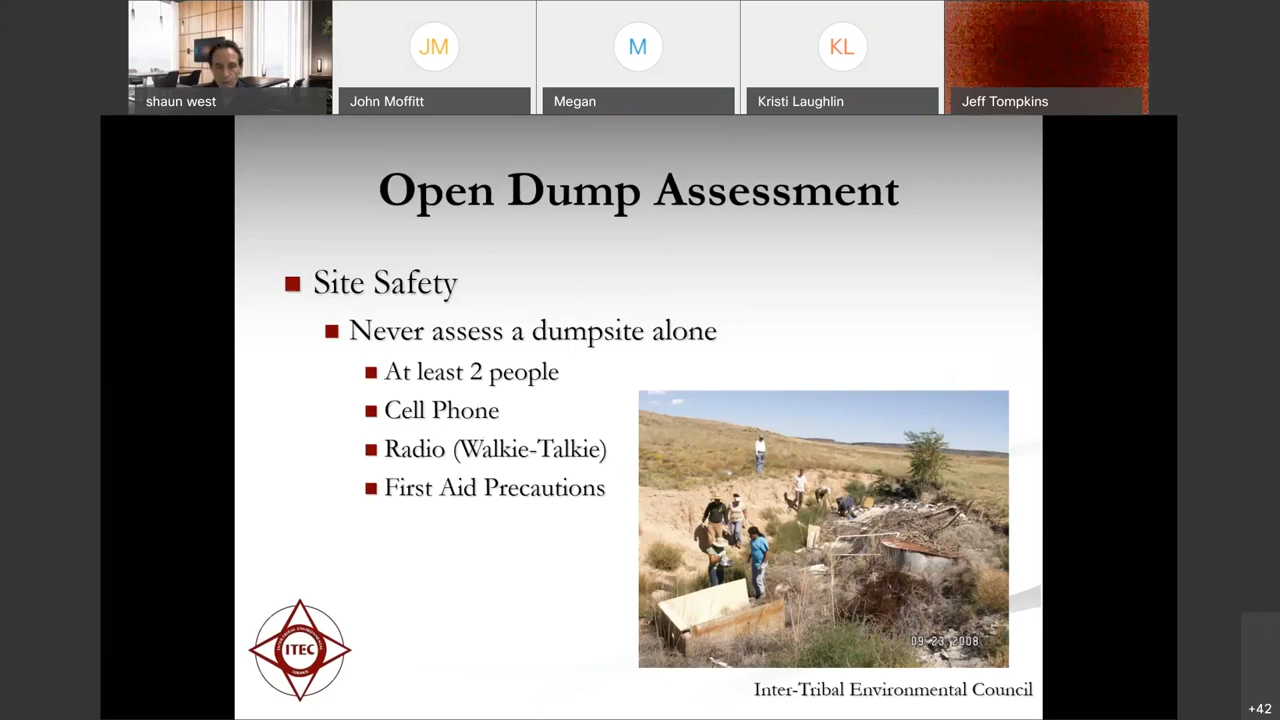 JM
M
KL
shaun west
John Moffitt
Megan
Kristi Laughlin
Jeff Tompkins
Open Dump Assessment
Site Safety
Never assess a dumpsite alone
At least 2 people
Cell Phone
Radio (Walkie-Talkie)
First Aid Precautions
09 23 2008
ITEC
Inter-Tribal Environmental Council
+42